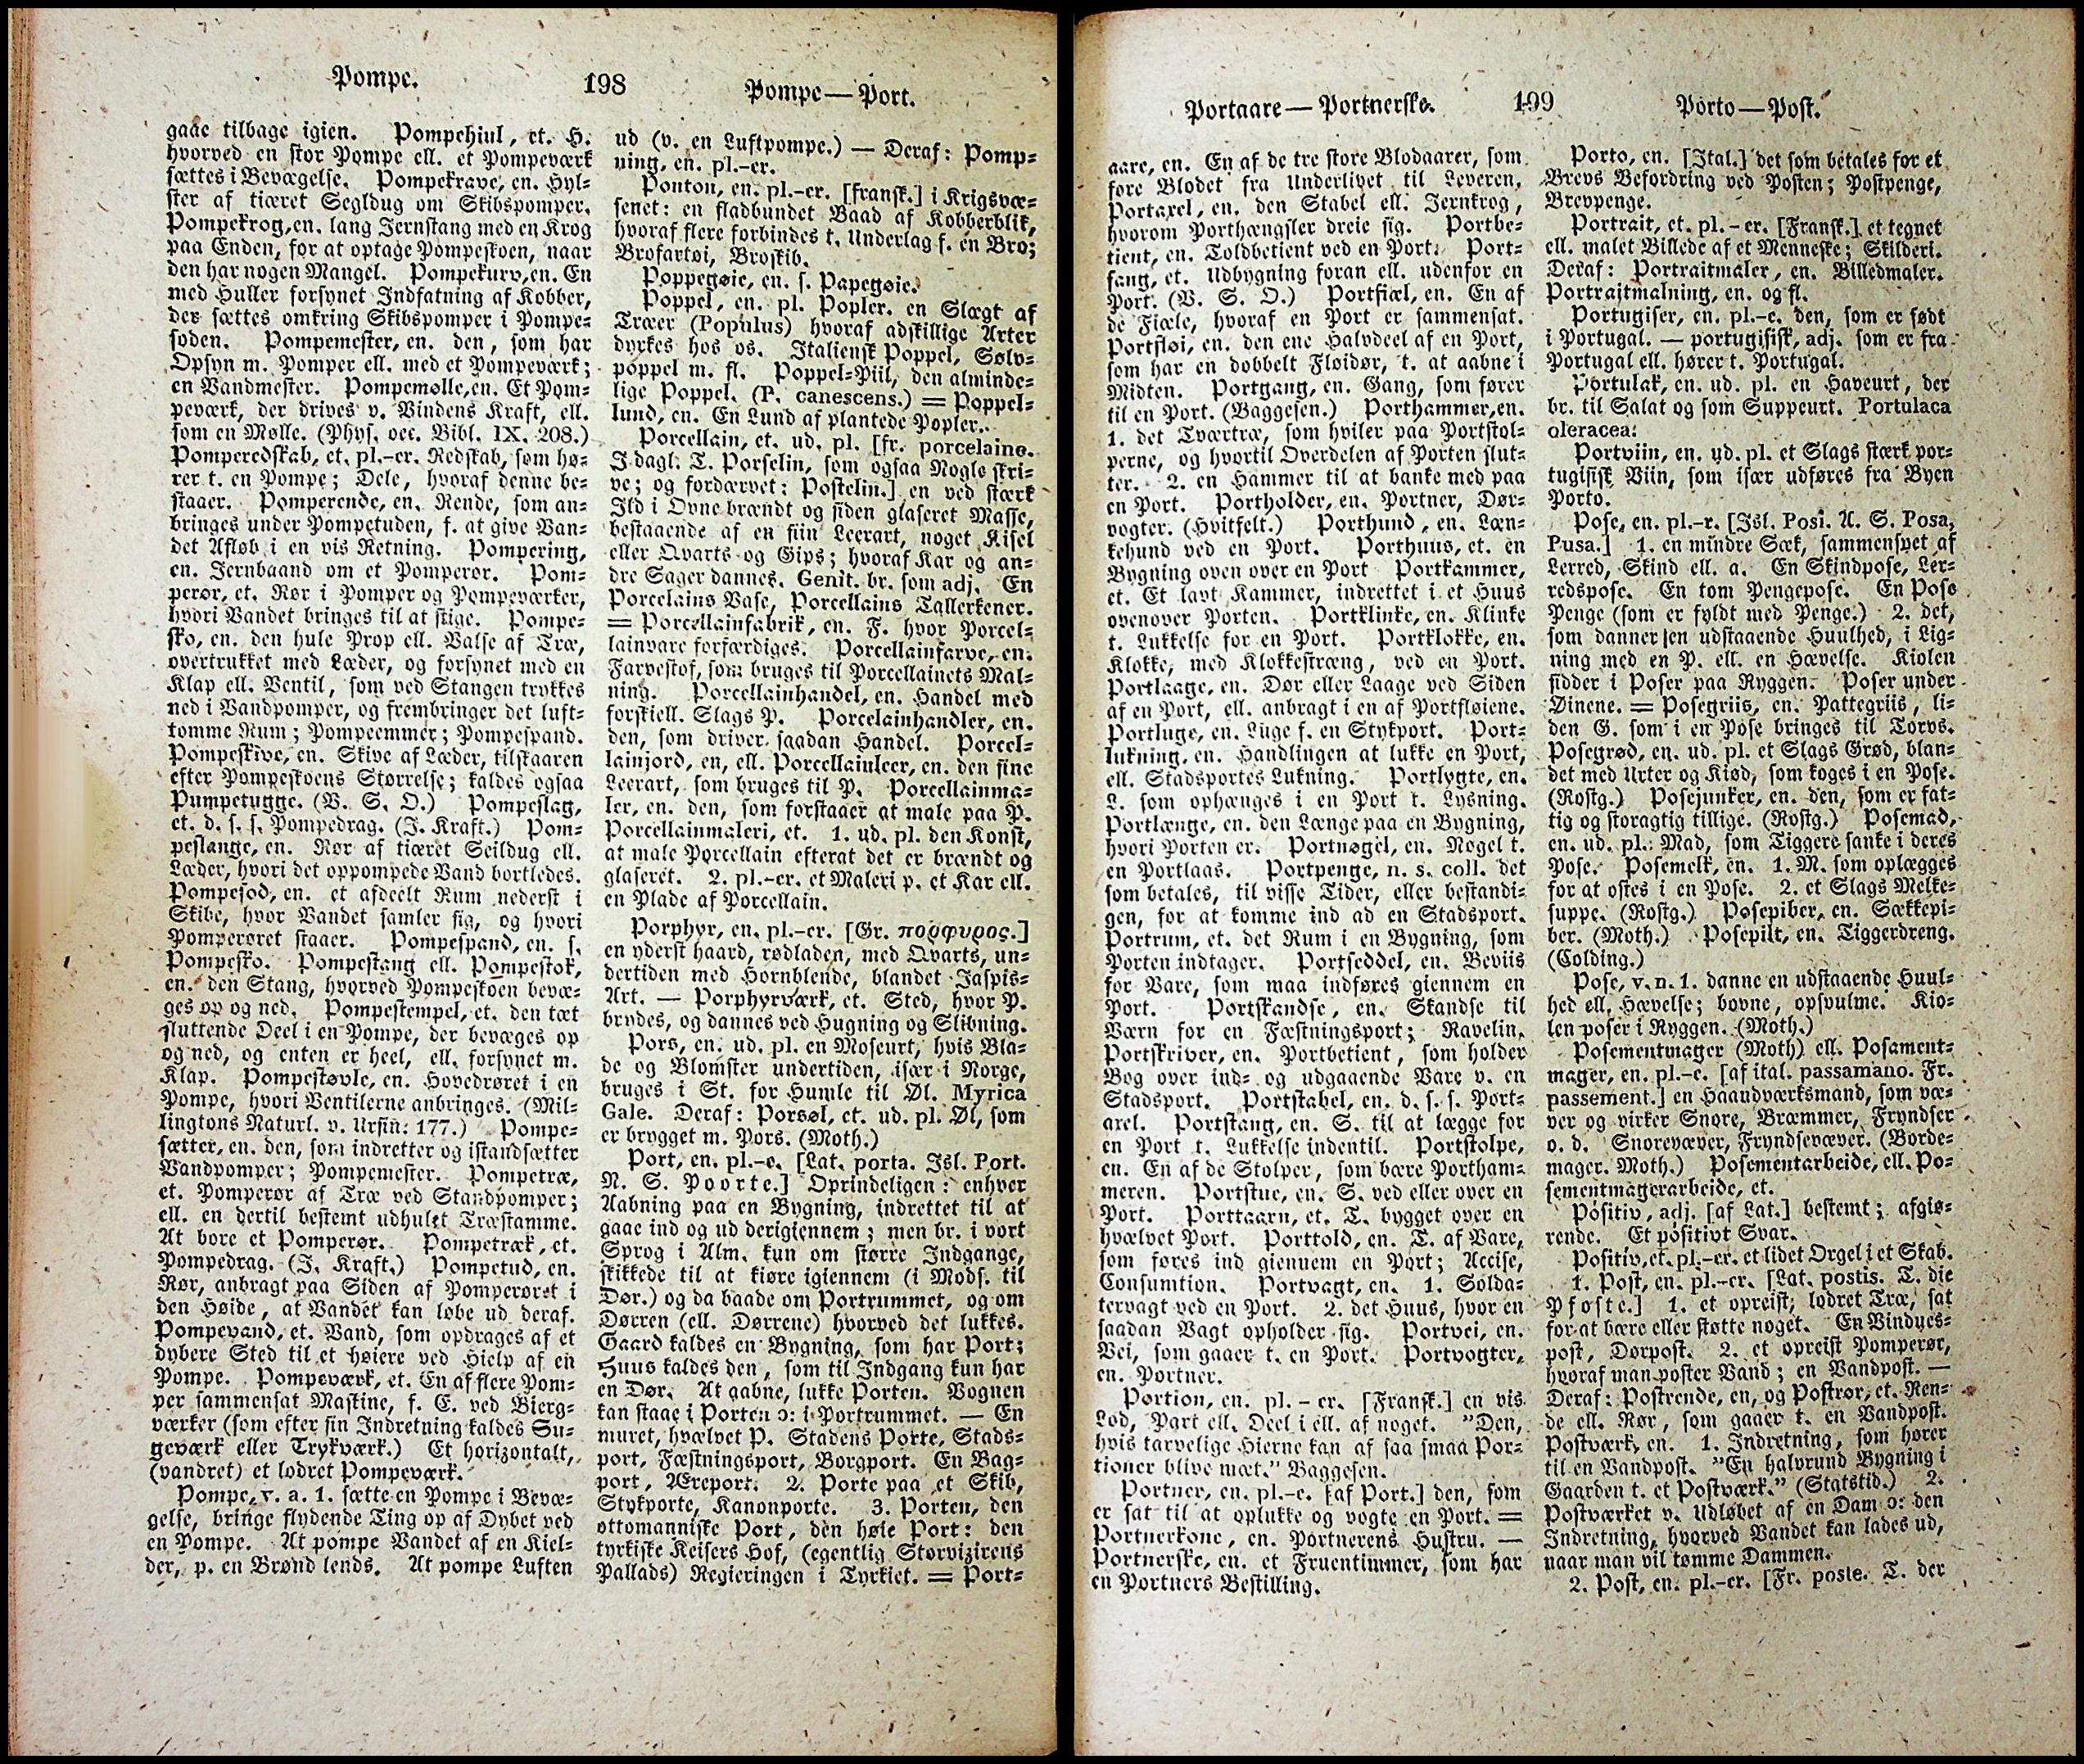 Pompe.
198
Pompe—Port.
gaae tilbage igien. Pompehiul, et. H.
hvorved en stor Pompe ell. et Pompeværk
sættes i Bevægelse. Pompekrave, en. Hyl-
ster af tiæret Segldug om Skibspomper.
Pompekrog, en. lang Jernstang med en Krog
paa Enden, for at optage Pompeskoen, naar
den har nogen Mangel. Pompekurv, en. En
med Huller forsynet Indfatning af Kobber,
der sættes omkring Skibspomper i Pompe-
soden. Pompemester, en. den, som har
Opsyn m. Pomper ell. med et Pompeværk;
en Vandmester. Pompemølle, en. Et Pom-
peværk, der drives v. Vindens Kraft, ell.
som en Mølle. (Phys. oec. Bibl. IX. 208.)
Pomperedskab, et. pl.-er. Redskab, som hø-
rer t. en Pompe; Dele, hvoraf denne be-
staaer. Pomperende, en. Rende, som an-
bringes under Pompetuden, f. at give Van-
det Afløb i en vis Retning. Pompering,
en. Jernbaand om et Pomperør. Pom-
perør, et. Rør i Pomper og Pompeværker,
hvori Vandet bringes til at stige. Pompe-
sko, en. den hule Prop ell. Valse af Træ,
overtrukket med Læder, og forsynet med en
Klap ell. Ventil, som ved Stangen trykkes
ned i Vandpomper, og frembringer det luft-
tomme Rum; Pompeemmer; Pompespand.
Pompeskive, en. Skive af Læder, tilskaaren
efter Pompeskoens Størrelse; kaldes ogsaa
Pumpetugge. (V. S. O.) Pompeslag,
et. d. s. s. Pompedrag. (J. Kraft.) Pom-
peslange, en. Rør af tiæret Seildug ell.
Læder, hvori det oppompede Vand bortledes.
Pompesod, en. et afdeelt Rum nederst i
Skibe, hvor Vandet samler sig, og hvori
Pomperøret staaer. Pompespand, en. s.
Pompesko. Pompestang ell. Pompestok,
en. den Stang, hvorved Pompeskoen bevæ-
ges op og ned. Pompestempel, et. den tæt
sluttende Deel i en Pompe, der bevæges op
og ned, og enten er heel, ell. forsynet m.
Klap. Pompestøvle, en. Hovedrøret i en
Pompe, hvori Ventilerne anbringes. (Mil-
lingtons Naturl. v. Ursin: 177.) Pompe-
sætter, en. den, som indretter og istandsætter
Vandpomper; Pompemester. Pompetræ,
et. Pomperør af Træ ved Standpomper;
ell. en dertil bestemt udhulet Træstamme.
At bore et Pomperør. Pompetræk, et.
Pompedrag. (J. Kraft.) Pompetud, en.
Rør, anbragt paa Siden af Pomperøret i
den Høide, at Vandet kan løbe ud deraf.
Pompevand, et. Vand, som opdrages af et
dybere Sted til et høiere ved Hielp af en
Pompe. Pompeværk, et. En af flere Pom-
per sammensat Maskine, f. E. ved Bierg-
værker (som efter sin Indretning kaldes Su-
geværk eller Trykværk.) Et horizontalt,
(vandret) et lodret Pompeværk.
Pompe, v. a. 1. sætte en Pompe i Bevæ-
gelse, bringe flydende Ting op af Dybet ved
en Pompe. At pompe Vandet af en Kiel-
der, p. en Brønd lends. At pompe Luften
ud (v. en Luftpompe.) — Deraf: Pomp-
ning, en. pl.-er.
Ponton, en. pl.-er. [fransk.] i Krigsvæ-
senet: en fladbundet Baad af Kobberblik,
hvoraf flere forbindes t. Underlag f. en Bro;
Brofartøi, Broskib.
Poppegøie, en. s. Papegøie.
Poppel, en. pl. Popler. en Slægt af
Træer (Populus) hvoraf adskillige Arter
dyrkes hos os. Italiensk Poppel, Sølv-
poppel m. fl. Poppel-Piil, den alminde-
lige Poppel. (P. canescens.) = Poppel-
lund, en. En Lund af plantede Popler.
Porcellain, et. ud. pl. [fr. porcelaine.
I dagl. T. Porselin, som ogsaa Nogle skri-
ve; og fordærvet: Postelin.] en ved stærk
Ild i Ovne brændt og siden glaseret Masse,
bestaaende af en fiin Leerart, noget Kisel
eller Qvarts og Gips; hvoraf Kar og an-
dre Sager dannes. Genit. br. som adj. En
Porcelains Vase, Porcellains Tallerkener.
= Porcellainfabrik, en. F. hvor Porcel-
lainvare forfærdiges. Porcellainfarve, en.
Farvestof, som bruges til Porcellainets Mal-
ning. Porcellainhandel, en. Handel med
forskiell. Slags P. Porcelainhandler, en.
den, som driver saadan Handel. Porcel-
lainjord, en, ell. Porcellainleer, en. den fine
Leerart, som bruges til P. Porcellainma-
ler, en. den, som forstaaer at male paa P.
Porcellainmaleri, et. 1. ud. pl. den Konst,
at male Porcellain efterat det er brændt og
glaseret. 2. pl.-er. et Maleri p. et Kar ell.
en Plade af Porcellain.
Porphyr, en. pl.-er. [Gr. πορφυρος.]
en yderst haard, rødladen, med Qvarts, un-
dertiden med Hornblende, blandet Jaspis-
Art. — Porphyrværk, et. Sted, hvor P.
brydes, og dannes ved Hugning og Slibning.
Pors, en. ud. pl. en Moseurt, hvis Bla-
de og Blomster undertiden, især i Norge,
bruges i St. for Humle til Øl. Myrica
Gale. Deraf: Porsøl, et. ud. pl. Øl, som
er brygget m. Pors. (Moth.)
Port, en. pl.-e. [Lat. porta. Isl. Port.
N. S. Poorte.] Oprindeligen: enhver
Aabning paa en Bygning, indrettet til at
gaae ind og ud derigiennem; men br. i vort
Sprog i Alm. kun om større Indgange,
skikkede til at kiøre igiennem (i Mods. til
Dør.) og da baade om Portrummet, og om
Dørren (ell. Dørrene) hvorved det lukkes.
Gaard kaldes en Bygning, som har Port;
Huus kaldes den, som til Indgang kun har
en Dør. At aabne, lukke Porten. Vognen
kan staae i Porten ɔ: i Portrummet. — En
muret, hvælvet P. Stadens Porte, Stads-
port, Fæstningsport, Borgport. En Bag-
port, Æreport. 2. Porte paa et Skib,
Stykporte, Kanonporte. 3. Porten, den
ottomanniske Port, den høie Port: den
tyrkiske Keisers Hof, (egentlig Storvizirens
Pallads) Regieringen i Tyrkiet. = Port-
Portaare—Portnerske.
199
Porto—Post.
aare, en. En af de tre store Blodaarer, som
føre Blodet fra Underlivet til Leveren.
Portaxel, en. den Stabel ell. Jernkrog,
hvorom Porthængsler dreie sig. Portbe-
tient, en. Toldbetient ved en Port. Port-
fang, et. Udbygning foran ell. udenfor en
Port. (V. S. O.) Portfiæl, en. En af
de Fiæle, hvoraf en Port er sammensat.
Portfløi, en. den ene Halvdeel af en Port,
som har en dobbelt Fløidør, t. at aabne i
Midten. Portgang, en. Gang, som fører
til en Port. (Baggesen.) Porthammer, en.
1. det Tværtræ, som hviler paa Portstol-
perne, og hvortil Overdelen af Porten slut-
ter. 2. en Hammer til at banke med paa
en Port. Portholder, en. Portner, Dør-
vogter. (Hvitfelt.) Porthund, en. Læn-
kehund ved en Port. Porthuus, et. en
Bygning oven over en Port Portkammer,
et. Et lavt Kammer, indrettet i et Huus
ovenover Porten. Portklinke, en. Klinke
t. Lukkelse for en Port. Portklokke, en.
Klokke, med Klokkestræng, ved en Port.
Portlaage, en. Dør eller Laage ved Siden
af en Port, ell. anbragt i en af Portfløiene.
Portluge, en. Luge f. en Stykport. Port-
lukning, en. Handlingen at lukke en Port,
ell. Stadsportes Lukning. Portlygte, en.
L. som ophænges i en Port t. Lysning.
Portlænge, en. den Længe paa en Bygning,
hvori Porten er. Portnøgel, en. Nøgel t.
en Portlaas. Portpenge, n. s. coll. det
som betales, til visse Tider, eller bestandi-
gen, for at komme ind ad en Stadsport.
Portrum, et. det Rum i en Bygning, som
Porten indtager. Portseddel, en. Beviis
for Vare, som maa indføres giennem en
Port. Portskandse, en. Skandse til
Værn for en Fæstningsport; Ravelin.
Portskriver, en. Portbetient, som holder
Bog over ind- og udgaaende Vare v. en
Stadsport. Portstabel, en. d. s. s. Port-
axel. Portstang, en. S. til at lægge for
en Port t. Lukkelse indentil. Portstolpe,
en. En af de Stolper, som bære Portham-
meren. Portstue, en. S. ved eller over en
Port. Porttaarn, et. T. bygget over en
hvælvet Port. Porttold, en. T. af Vare,
som føres ind giennem en Port; Accise,
Consumtion. Portvagt, en. 1. Solda-
tervagt ved en Port. 2. det Huus, hvor en
saadan Vagt opholder sig. Portvei, en.
Vei, som gaaer t. en Port. Portvogter,
en. Portner.
Portion, en. pl. - er. [Fransk.] en vis
Lod, Part ell. Deel i ell. af noget. "Den,
hvis tarvelige Hierne kan af saa smaa Por-
tioner blive mæt." Baggesen.
Portner, en. pl.-e. [af Port.] den, som
er sat til at oplukke og vogte en Port. =
Portnerkone, en. Portnerens Hustru. —
Portnerske, en. et Fruentimmer, som har
en Portners Bestilling.
Porto, en. [Ital.] det som betales for et
Brevs Befordring ved Posten; Postpenge,
Brevpenge.
Portrait, et. pl. - er. [Fransk.] et tegnet
ell. malet Billede af et Menneske; Skilderi.
Deraf: Portraitmaler, en. Billedmaler.
Portraitmalning, en. og fl.
Portugiser, en. pl.-e. den, som er født
i Portugal. — portugisisk, adj. som er fra
Portugal ell. hører t. Portugal.
Portulak, en. ud. pl. en Haveurt, der
br. til Salat og som Suppeurt. Portulaca
oleracea.
Portviin, en. ud. pl. et Slags stærk por-
tugisisk Viin, som især udføres fra Byen
Porto.
Pose, en. pl.-r. [Isl. Posi. A. S. Posa,
Pusa.] 1. en mindre Sæk, sammensyet af
Lerred, Skind ell. a. En Skindpose, Ler-
redspose. En tom Pengepose. En Pose
Penge (som er fyldt med Penge.) 2. det,
som danner en udstaaende Huulhed, i Lig-
ning med en P. ell. en Hævelse. Kiolen
sidder i Poser paa Ryggen. Poser under
Øinene. = Posegriis, en. Pattegriis, li-
den G. som i en Pose bringes til Torvs.
Posegrød, en. ud. pl. et Slags Grød, blan-
det med Urter og Kiød, som koges i en Pose.
(Rostg.) Posejunker, en. den, som er fat-
tig og storagtig tillige. (Rostg.) Posemad,
en. ud. pl. Mad, som Tiggere sanke i deres
Pose. Posemelk, en. 1. M. som oplægges
for at ostes i en Pose. 2. et Slags Melke-
suppe. (Rostg.) Posepiber, en. Sækkepi-
ber. (Moth.) Posepilt, en. Tiggerdreng.
(Colding.)
Pose, v. n. 1. danne en udstaaende Huul-
hed ell. Hævelse; bovne, opsvulme. Kio-
len poser i Ryggen. (Moth.)
Posementmager (Moth) ell. Posament-
mager, en. pl.-e. [af ital. passamano. Fr.
passement.] en Haandværksmand, som væ-
ver og virker Snore, Bræmmer, Fryndser
o. d. Snorevæver, Fryndsevæver. (Borde-
mager. Moth.) Posementarbeide, ell. Po-
sementmagerarbeide, et.
Positiv, adj. [af Lat.] bestemt; afgiø-
rende. Et positivt Svar.
Positiv, et. pl.-er. et lidet Orgel i et Skab.
1. Post, en. pl.-er. [Lat. postis. T. die
Pfoste.] 1. et opreist, lodret Træ, sat
for at bære eller støtte noget. En Vindues-
post, Dørpost. 2. et opreist Pomperør,
hvoraf man poster Vand; en Vandpost. —
Deraf: Postrende, en, og Postrør, et. Ren-
de ell. Rør, som gaaer t. en Vandpost.
Postværk, en. 1. Indretning, som hører
til en Vandpost. "En halvrund Bygning i
Gaarden t. et Postværk." (Statstid.) 2.
Postværket v. Udløbet af en Dam ɔ: den
Indretning, hvorved Vandet kan lades ud,
naar man vil tømme Dammen.
2. Post, en. pl.-er. [Fr. poste. T. der